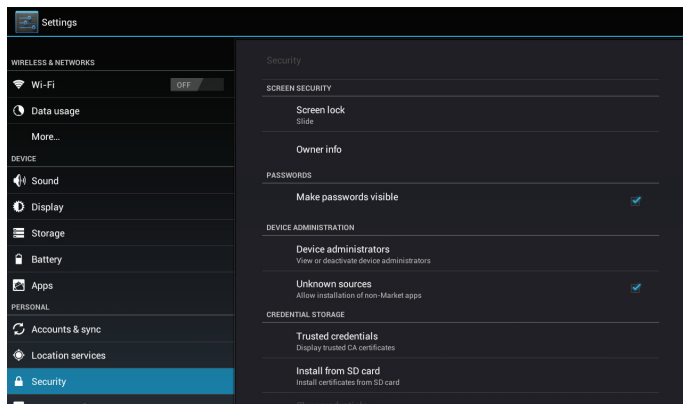 Settings
WIRELESS & NETWORKS
Wi-Fi
OFF
Data usage
More...
DEVICE
Sound
Display
Storage
Battery
Apps
PERSONAL
Accounts & sync
Location services
Security
Security
SCREEN SECURITY
Screen lock
Slide
Owner info
PASSWORDS
Make passwords visible
DEVICE ADMINISTRATION
Device administrators
View or deactivate device administrators
Unknown sources
Allow installation of non-Market apps
CREDENTIAL STORAGE
Trusted credentials
Display trusted CA certificates
Install from SD card
Install certificates from SD card